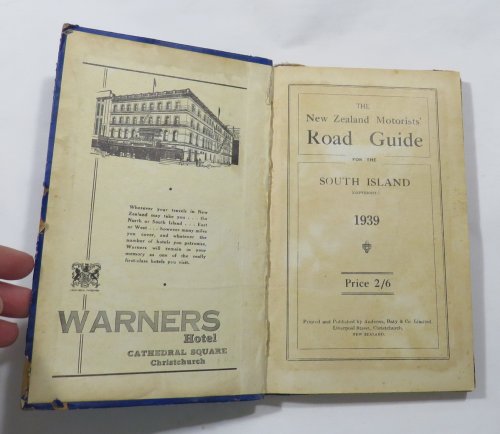 Wherever your travels in New
Zealand may take you . . . the
North or South Island . . . East
or West . . . however many miles
you cover, and whatever the
number of hotels you patronise,
Warners will remain in your
memory as one of the really
first-class hotels you visit.
WARNERS
Hotel
CATHEDRAL SQUARE
Christchurch
THE
New Zealand Motorists'
Road Guide
FOR THE
SOUTH ISLAND
(COPYRIGHT)
1939
Price 2/6
Printed and Published by Andrews, Baty & Co. Limited
Liverpool Street, Christchurch,
NEW ZEALAND.